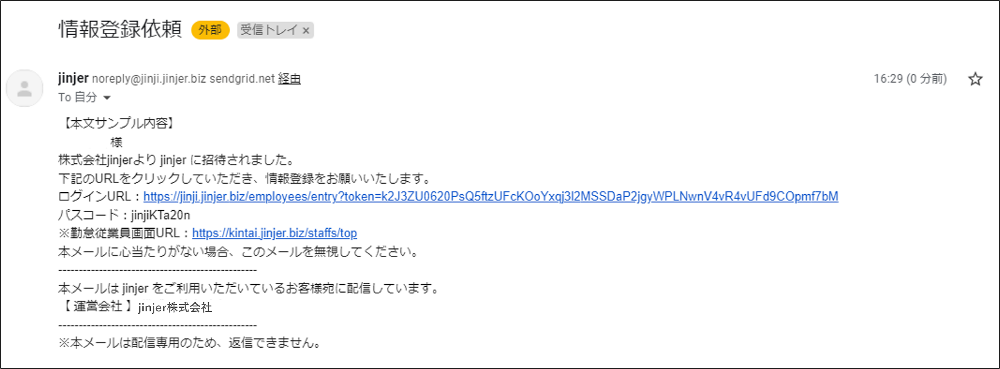 情報登録依頼 外部 受信トレイ ×
jinjer noreply@jinji.jinjer.biz sendgrid.net 経由 16:29 (0 分前)
To 自分
【本文サンプル内容】
様
株式会社jinjerより jinjer に招待されました。
下記のURLをクリックしていただき、情報登録をお願いいたします。
ログインURL：https://jinji.jinjer.biz/employees/entry?token=k2J3ZU0620PsQ5ftzUFcKOoYxqj3l2MSSDaP2jgyWPLNwnV4vR4vUFd9COpmf7bM
パスコード：jinjiKTa20n
※勤怠従業員画面URL：https://kintai.jinjer.biz/staffs/top
本メールに心当たりがない場合、このメールを無視してください。
--------------------------------------------------
本メールは jinjer をご利用いただいているお客様宛に配信しています。
【 運営会社 】 jinjer株式会社
--------------------------------------------------
※本メールは配信専用のため、返信できません。